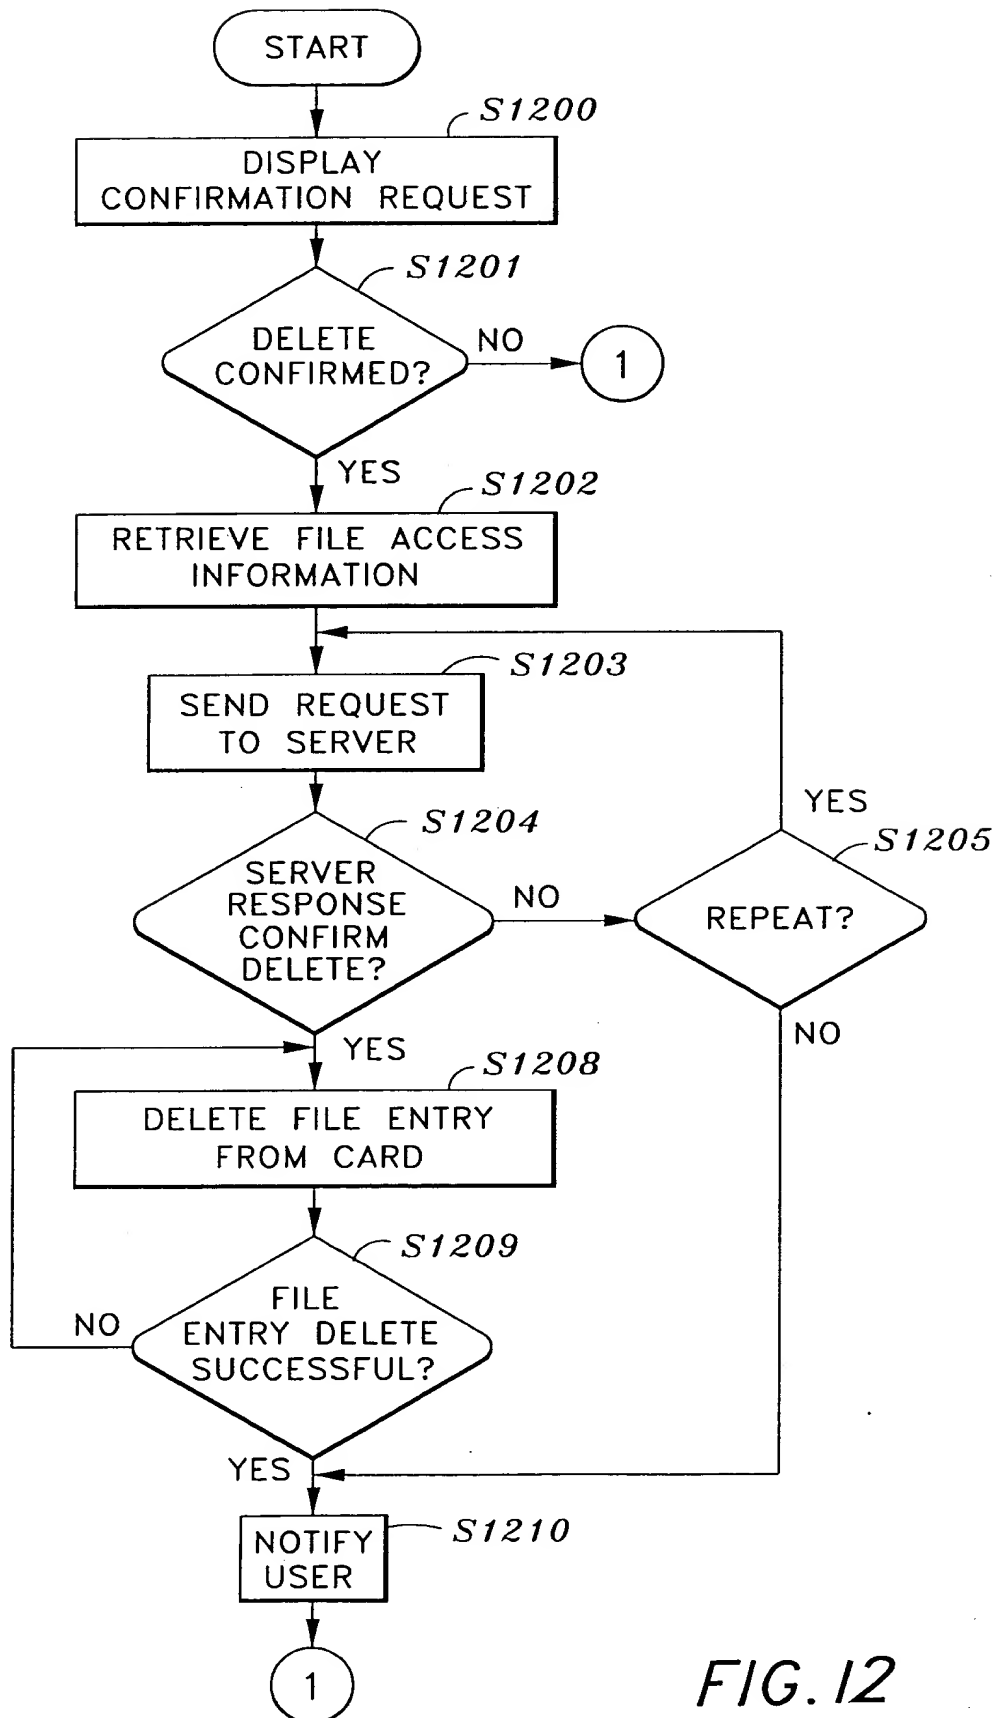 START
S1200
DISPLAY
CONFIRMATION REQUEST
S1201
DELETE
CONFIRMED?
NO
1
YES
S1202
RETRIEVE FILE ACCESS
INFORMATION
S1203
SEND REQUEST
TO SERVER
YES
S1204
S1205
SERVER
RESPONSE
CONFIRM
DELETE?
NO
REPEAT?
NO
YES
S1208
DELETE FILE ENTRY
FROM CARD
S1209
FILE
ENTRY DELETE
SUCCESSFUL?
NO
YES
S1210
NOTIFY
USER
1
FIG. 12